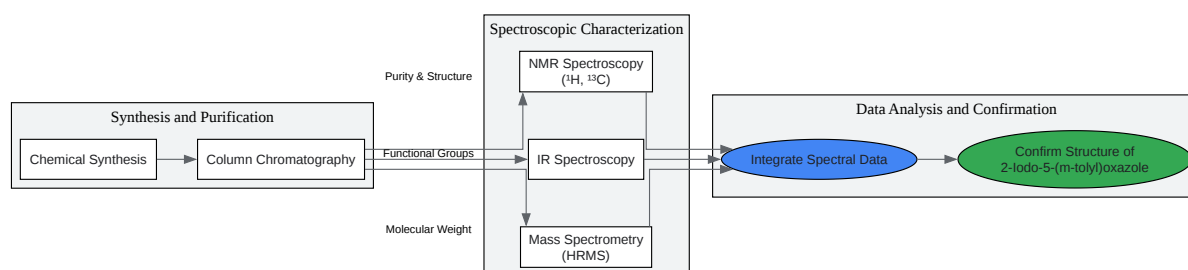 Synthesis and Purification
Chemical Synthesis
Column Chromatography
Purity & Structure
Functional Groups
Molecular Weight
Spectroscopic Characterization
NMR Spectroscopy
(¹H, ¹³C)
IR Spectroscopy
Mass Spectrometry
(HRMS)
Data Analysis and Confirmation
Integrate Spectral Data
Confirm Structure of
2-Iodo-5-(m-tolyl)oxazole